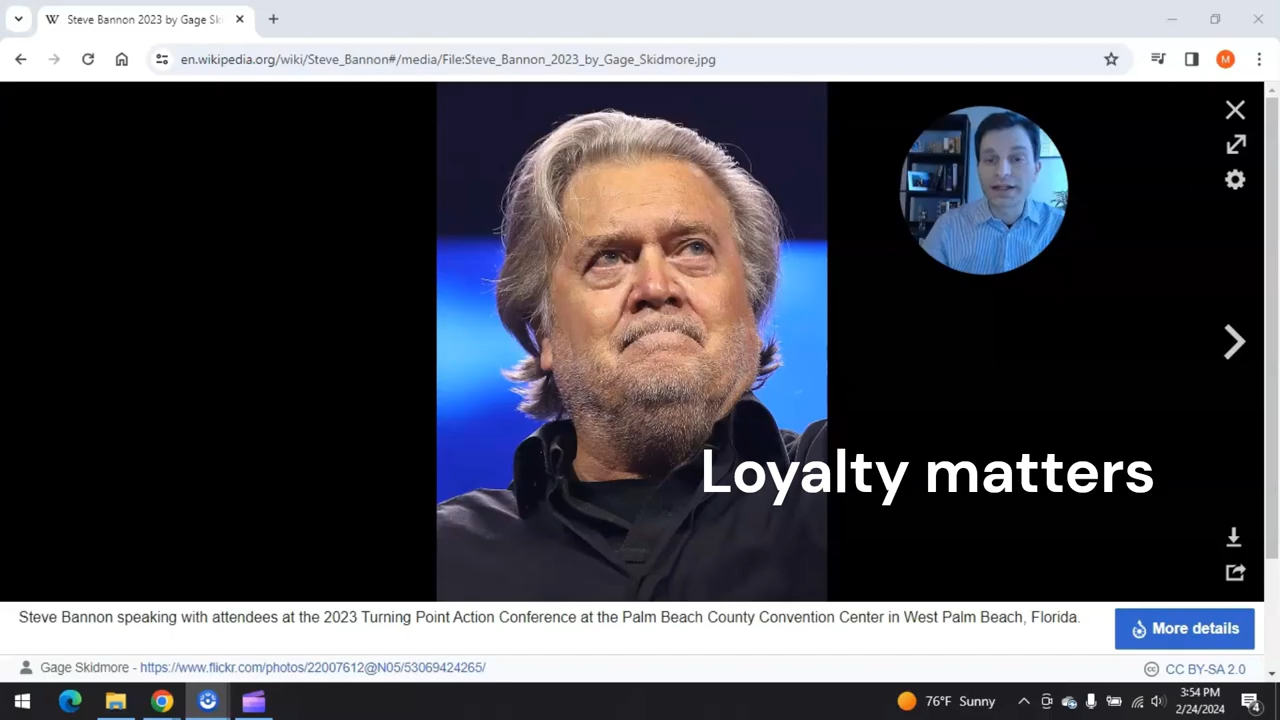 Steve Bannon 2023 by Gage Ski
en.wikipedia.org/wiki/Steve_Bannon#/media/File:Steve_Bannon_2023_by_Gage_Skidmore.jpg
M
Loyalty matters
Steve Bannon speaking with attendees at the 2023 Turning Point Action Conference at the Palm Beach County Convention Center in West Palm Beach, Florida.
More details
Gage Skidmore - https://www.flickr.com/photos/22007612@N05/53069424265/
CC BY-SA 2.0
76°F Sunny
3:54 PM
2/24/2024
4